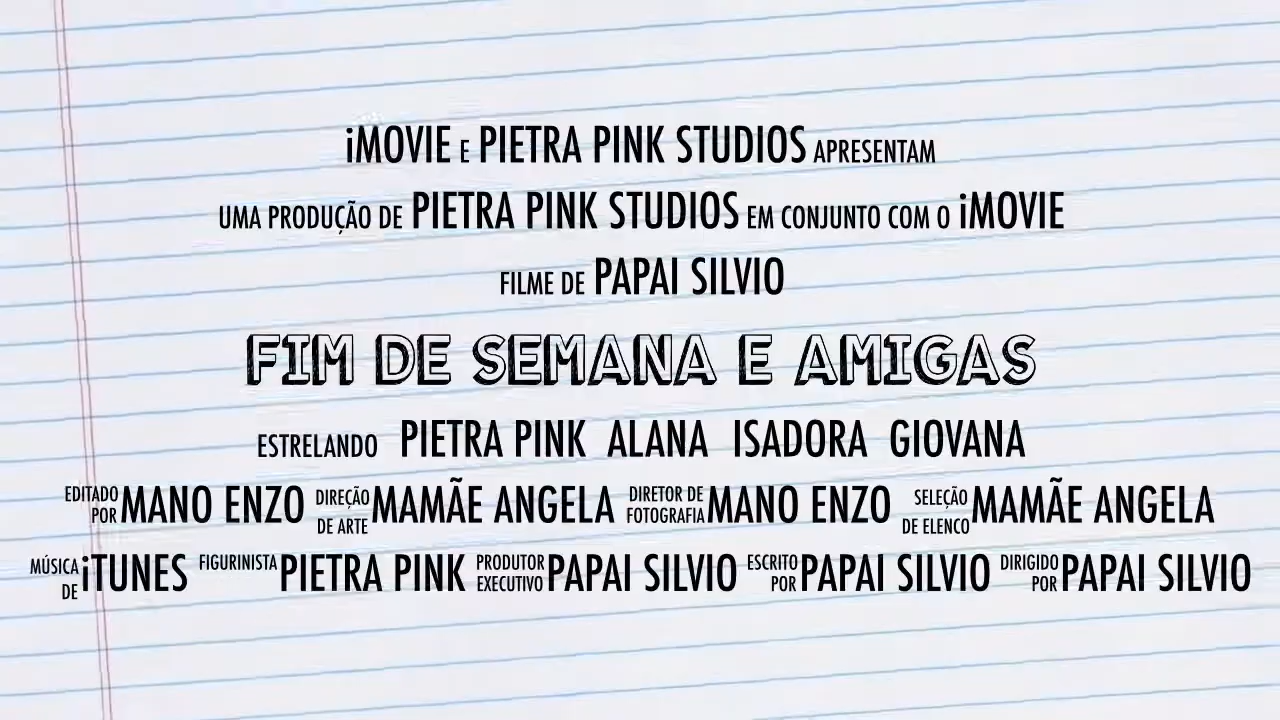 iMOVIE E PIETRA PINK STUDIOS APRESENTAM
UMA PRODUÇÃO DE PIETRA PINK STUDIOS EM CONJUNTO COM O iMOVIE
FILME DE PAPAI SILVIO
FIM DE SEMANA E AMIGAS
ESTRELANDO PIETRA PINK ALANA ISADORA GIOVANA
EDITADO POR MANO ENZO DIREÇÃO DE ARTE MAMÃE ANGELA DIRETOR DE FOTOGRAFIA MANO ENZO SELEÇÃO DE ELENCO MAMÃE ANGELA
MÚSICA DE iTUNES FIGURINISTA PIETRA PINK PRODUTOR EXECUTIVO PAPAI SILVIO ESCRITO POR PAPAI SILVIO DIRIGIDO POR PAPAI SILVIO